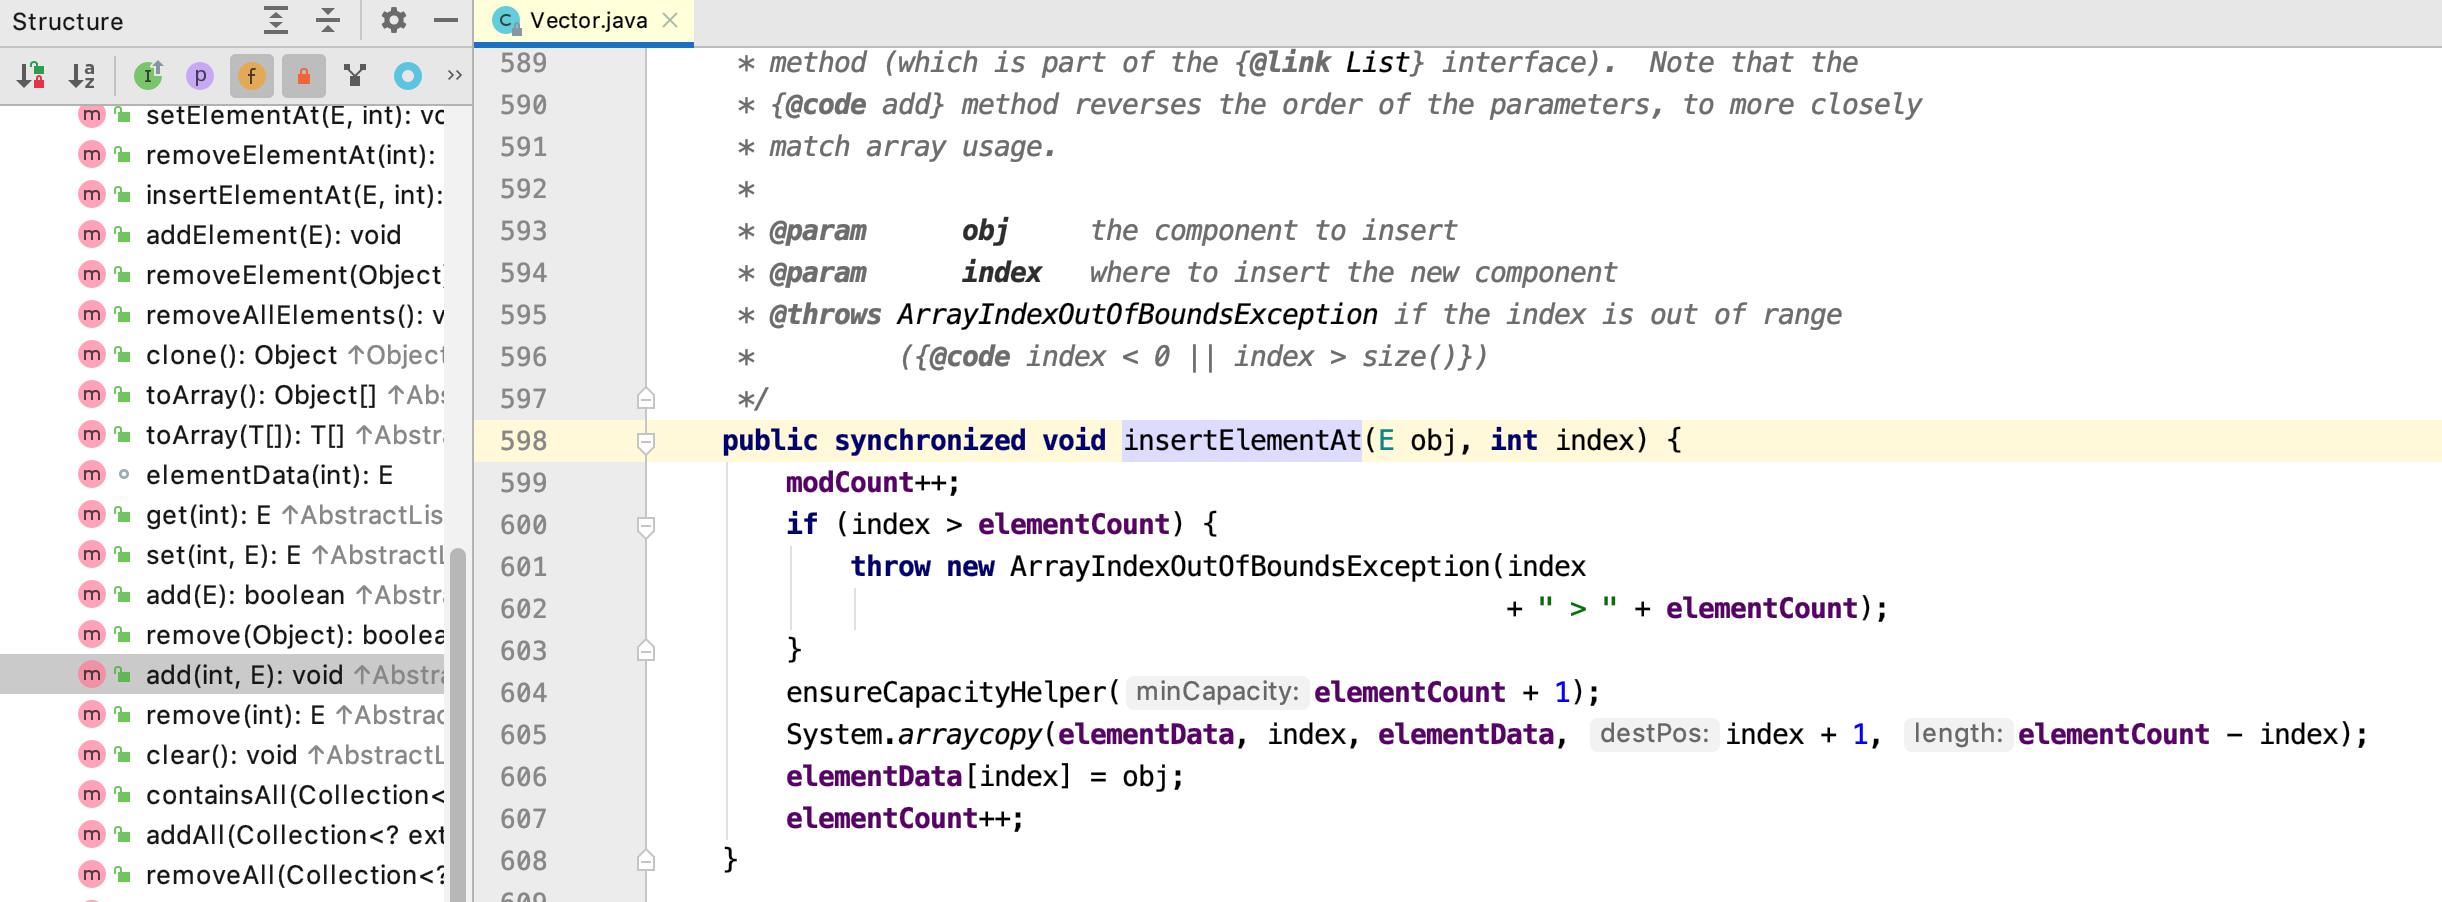 Structure
Vector.java
setElementAt(E, int): vo
removeElementAt(int):
insertElementAt(E, int):
addElement(E): void
removeElement(Object)
removeAllElements(): v
clone(): Object ↑Object
toArray(): Object[] ↑Abs
toArray(T[]): T[] ↑Abstr
elementData(int): E
get(int): E ↑AbstractLis
set(int, E): E ↑AbstractL
add(E): boolean ↑Abstr
remove(Object): boolea
add(int, E): void ↑Abstra
remove(int): E ↑Abstrac
clear(): void ↑AbstractL
containsAll(Collection<
addAll(Collection<? ext
removeAll(Collection<?
589 * method (which is part of the {@link List} interface).  Note that the
590 * {@code add} method reverses the order of the parameters, to more closely
591 * match array usage.
592 *
593 * @param      obj     the component to insert
594 * @param      index   where to insert the new component
595 * @throws ArrayIndexOutOfBoundsException if the index is out of range
596 *         ({@code index < 0 || index > size()})
597 */
598 public synchronized void insertElementAt(E obj, int index) {
599 modCount++;
600 if (index > elementCount) {
601 throw new ArrayIndexOutOfBoundsException(index
602 + " > " + elementCount);
603 }
604 ensureCapacityHelper( minCapacity: elementCount + 1);
605 System.arraycopy(elementData, index, elementData, destPos: index + 1, length: elementCount - index);
606 elementData[index] = obj;
607 elementCount++;
608 }
609